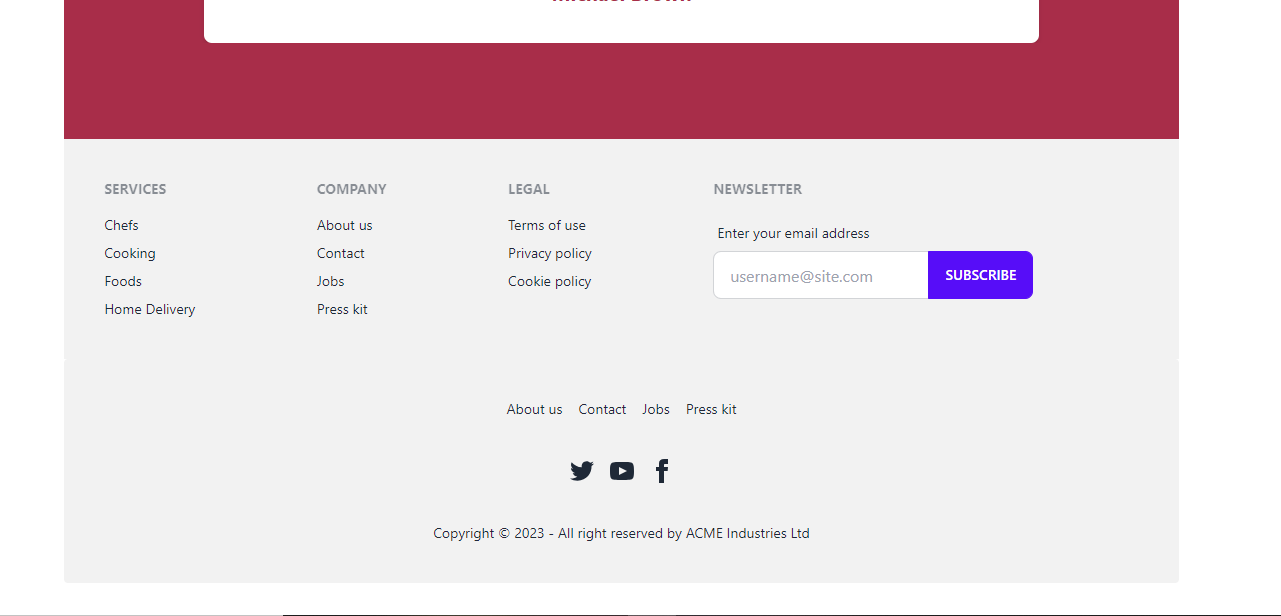 Michael Brown
SERVICES
Chefs
Cooking
Foods
Home Delivery
COMPANY
About us
Contact
Jobs
Press kit
LEGAL
Terms of use
Privacy policy
Cookie policy
NEWSLETTER
Enter your email address
username@site.com
SUBSCRIBE
About us Contact Jobs Press kit
Copyright © 2023 - All right reserved by ACME Industries Ltd